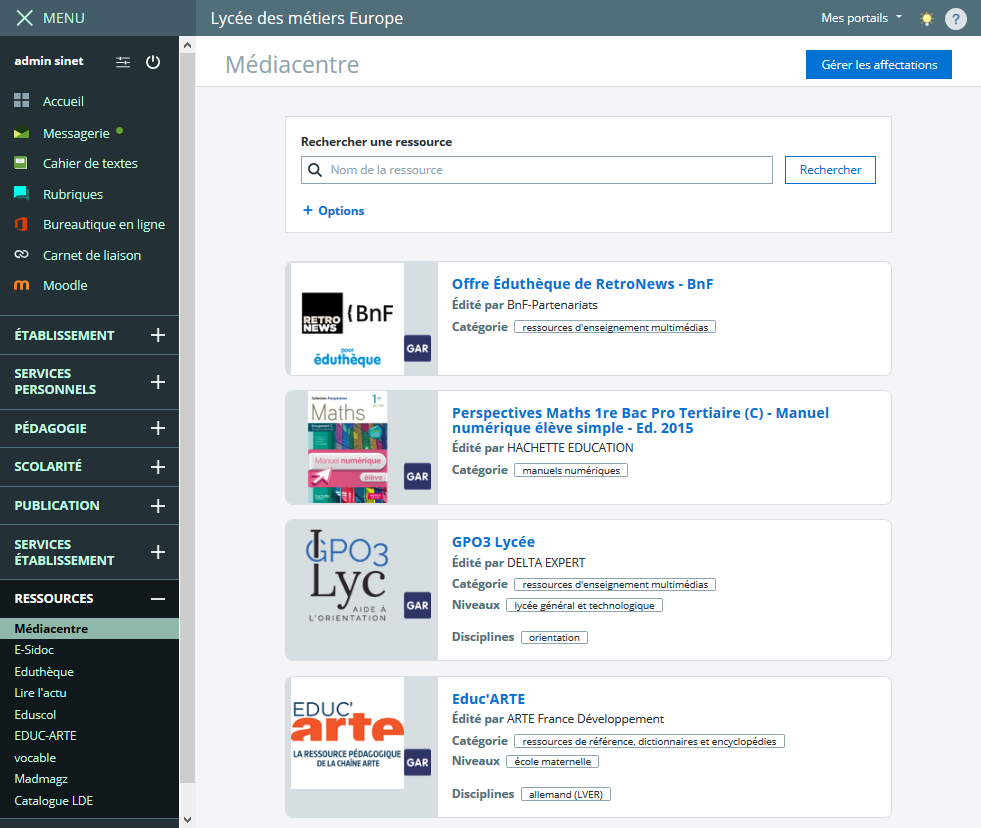 MENU
Lycée des métiers Europe
Mes portails
?
admin sinet
Accueil
Messagerie
Cahier de textes
Rubriques
Bureautique en ligne
Carnet de liaison
Moodle
ÉTABLISSEMENT
SERVICES
PERSONNELS
PÉDAGOGIE
SCOLARITÉ
PUBLICATION
SERVICES
ÉTABLISSEMENT
RESSOURCES
Médiacentre
E-Sidoc
Eduthèque
Lire l'actu
Eduscol
EDUC-ARTE
vocable
Madmagz
Catalogue LDE
Médiacentre
Gérer les affectations
Rechercher une ressource
Nom de la ressource
Rechercher
+ Options
RETRO
NEWS
{BnF
pour
éduthèque
GAR
Offre Éduthèque de RetroNews - BnF
Édité par BnF-Partenariats
Catégorie ressources d'enseignement multimédias
Collection Perspectives
1re
Maths
Groupement C
Manuel numérique
élève
GAR
Perspectives Maths 1re Bac Pro Tertiaire (C) - Manuel
numérique élève simple - Ed. 2015
Édité par HACHETTE EDUCATION
Catégorie manuels numériques
GPO3
Lyc
AIDE À
L'ORIENTATION
GAR
GPO3 Lycée
Édité par DELTA EXPERT
Catégorie ressources d'enseignement multimédias
Niveaux lycée général et technologique
Disciplines orientation
EDUC'
arte
LA RESSOURCE PÉDAGOGIQUE
DE LA CHAÎNE ARTE
GAR
Educ'ARTE
Édité par ARTE France Développement
Catégorie ressources de référence, dictionnaires et encyclopédies
Niveaux école maternelle
Disciplines allemand (LVER)